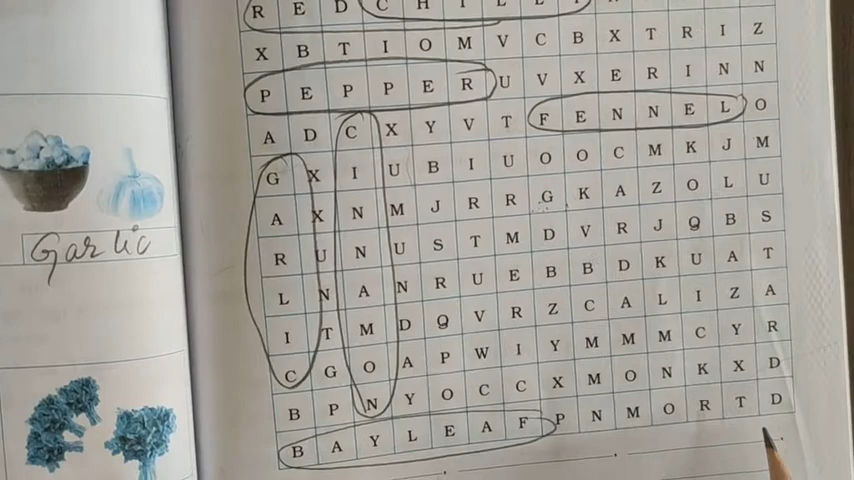 R E D C H I L L
X B T I O M V C B X T R I Z
P E P P E R U V X E R I N N
A D C X Y V T F E N N E L O
G X I U B I U O O C M K J M
A X N M J R R G K A Z O L U
R U N U S T M D V R J Q B S
L N A N R U E B B D K U A T
I T M D Q V R Z C A L I Z A
C G O A P W I Y M M M C Y R
B P N Y O C C X M O N K X D
B A Y L E A F P N M O R T D
Garlic